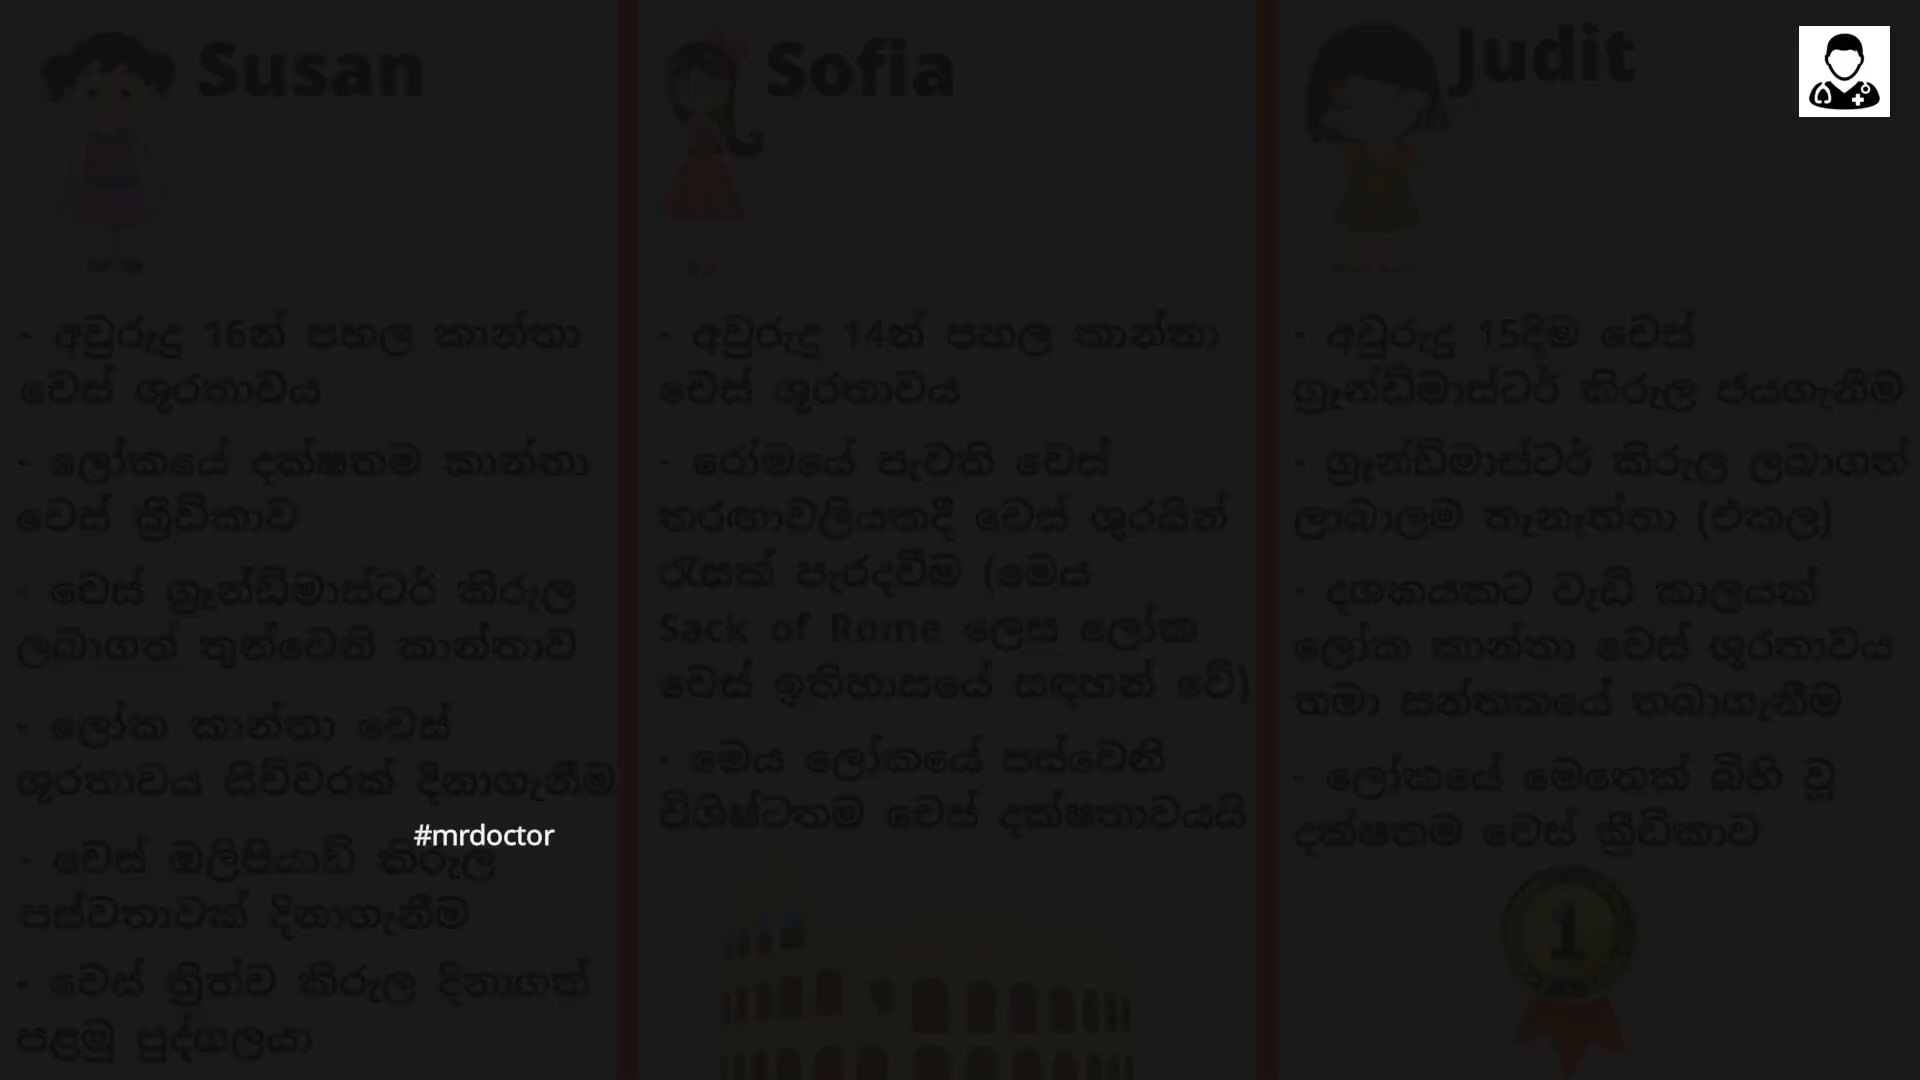 Susan
- අවුරුදු 16න් පහල කාන්තා
චෙස් ශූරතාවය
- ලෝකයේ දක්ෂතම කාන්තා
චෙස් ක්‍රීඩිකාව
- චෙස් ග්‍රෑන්ඩ්මාස්ටර් කිරුල
ලබාගත් තුන්වෙනි කාන්තාව
- ලෝක කාන්තා චෙස්
ශූරතාවය සිව්වරක් දිනාගැනීම
- චෙස් ඔලිපියාඩ් කිරුල
පස්වතාවක් දිනාගැනීම
- චෙස් ත්‍රිත්ව කිරුල දිනාගත්
පළමු පුද්ගලයා
#mrdoctor
Sofia
- අවුරුදු 14න් පහල කාන්තා
චෙස් ශූරතාවය
- රෝමයේ පැවති චෙස්
තරඟාවලියකදී චෙස් ශූරයින්
රැසක් පැරදවීම (මෙය
Sack of Rome ලෙස ලෝක
චෙස් ඉතිහාසයේ සඳහන් වේ)
- මෙය ලෝකයේ පස්වෙනි
විශිෂ්ටතම චෙස් දක්ෂතාවයයි
Judit
- අවුරුදු 15දිම චෙස්
ග්‍රෑන්ඩ්මාස්ටර් කිරුල ජයගැනීම
- ග්‍රෑන්ඩ්මාස්ටර් කිරුල ලබාගත්
ලාබාලම තැනැත්තා (එකල)
- දශකයකට වැඩි කාලයක්
ලෝක කාන්තා චෙස් ශූරතාවය
තමා සන්තකයේ තබාගැනීම
- ලෝකයේ මෙතෙක් බිහි වූ
දක්ෂතම චෙස් ක්‍රීඩිකාව
1